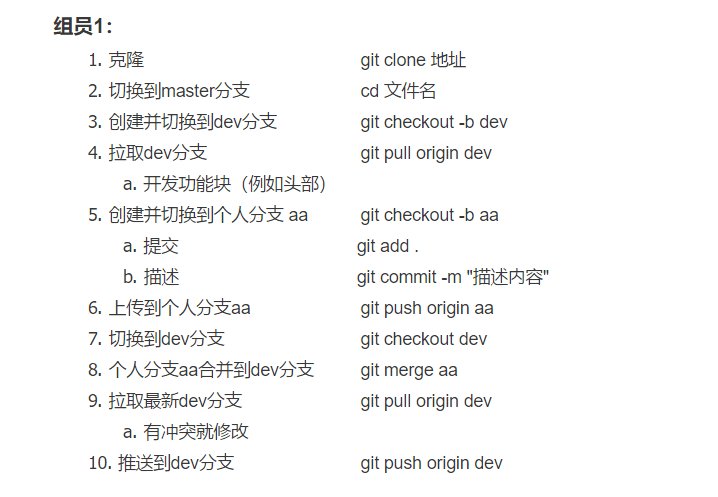 组员1：
1. 克隆 git clone 地址
2. 切换到master分支 cd 文件名
3. 创建并切换到dev分支 git checkout -b dev
4. 拉取dev分支 git pull origin dev
a. 开发功能块（例如头部）
5. 创建并切换到个人分支 aa git checkout -b aa
a. 提交 git add .
b. 描述 git commit -m "描述内容"
6. 上传到个人分支aa git push origin aa
7. 切换到dev分支 git checkout dev
8. 个人分支aa合并到dev分支 git merge aa
9. 拉取最新dev分支 git pull origin dev
a. 有冲突就修改
10. 推送到dev分支 git push origin dev